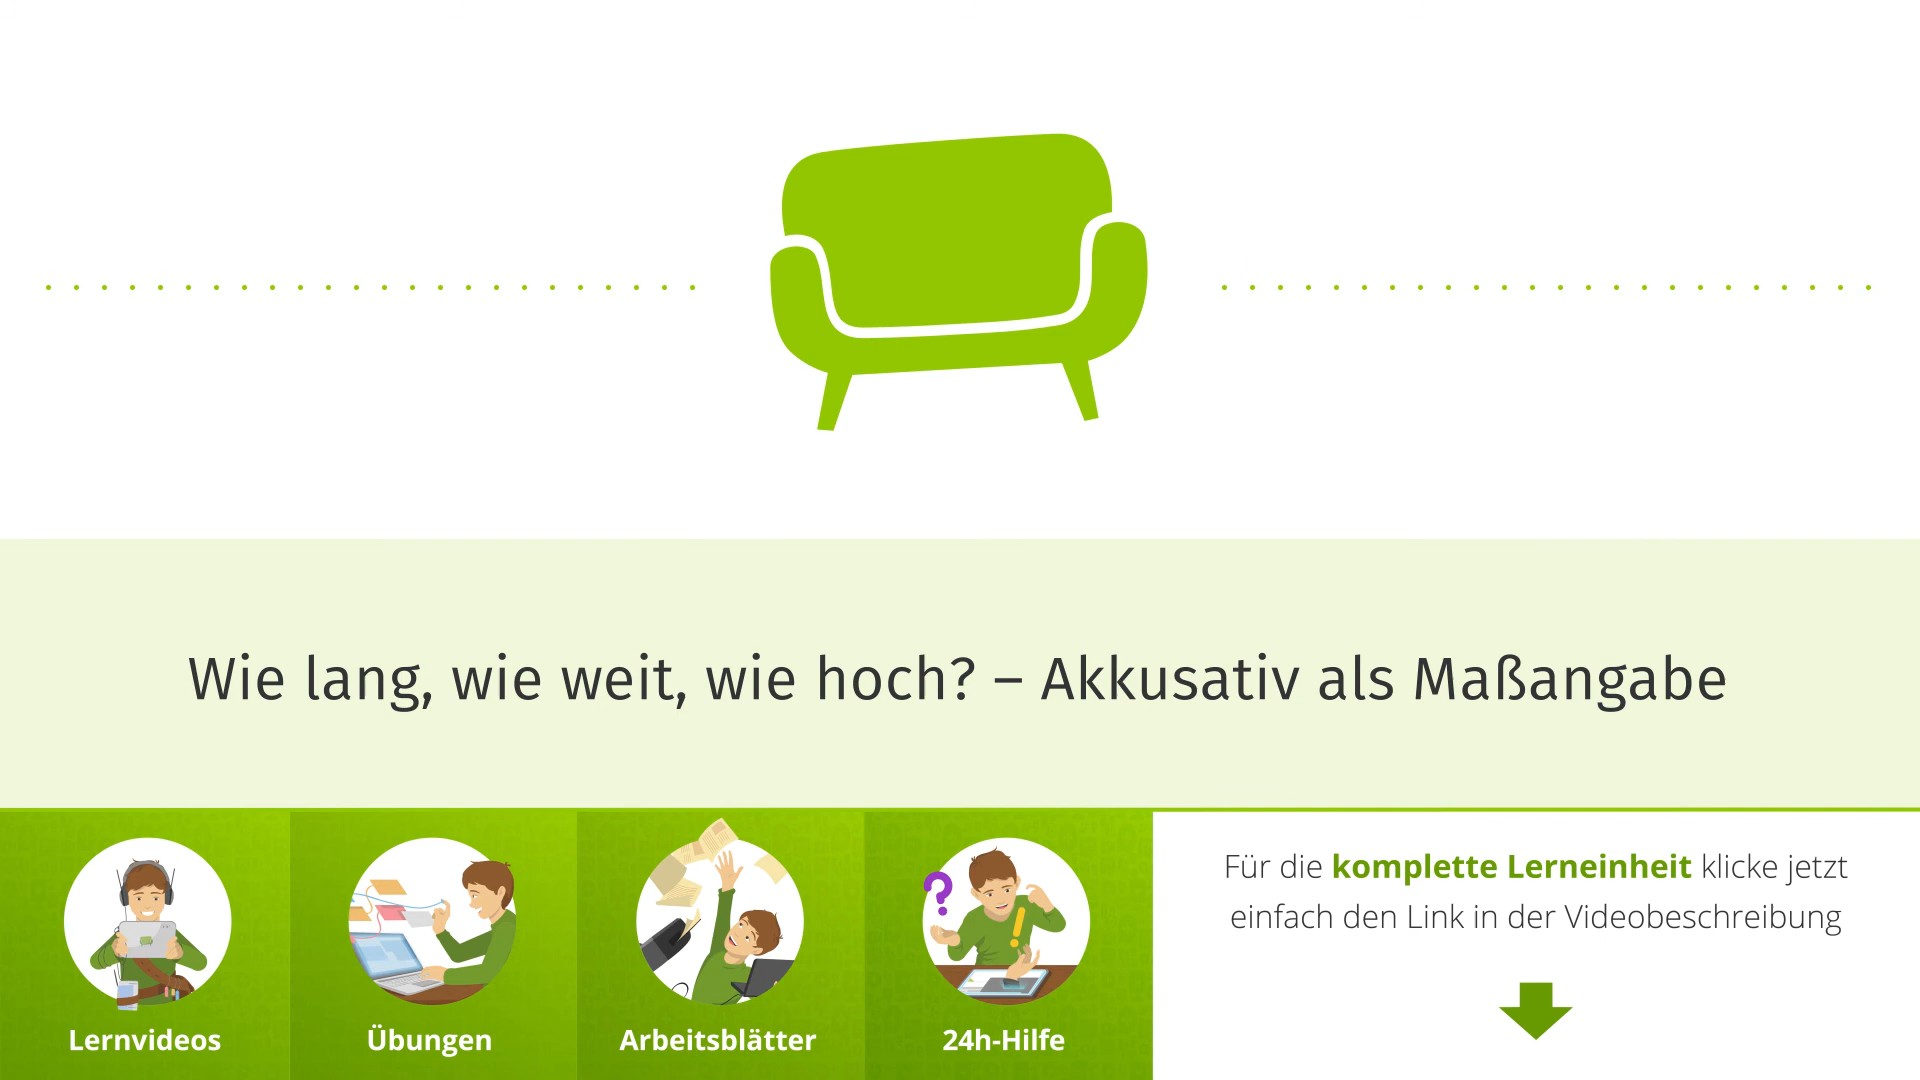 Wie lang, wie weit, wie hoch? – Akkusativ als Maßangabe
Lernvideos
Übungen
Arbeitsblätter
24h-Hilfe
Für die komplette Lerneinheit klicke jetzt
einfach den Link in der Videobeschreibung